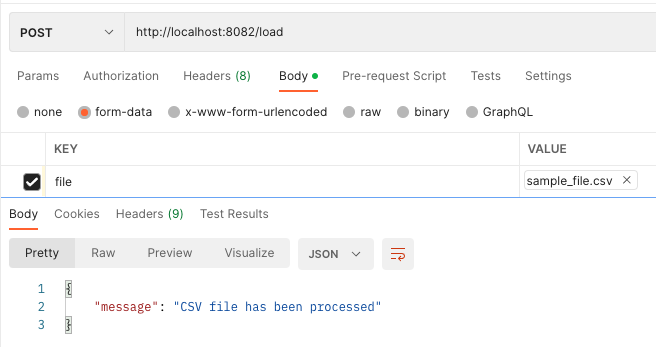 POST http://localhost:8082/load
Params Authorization Headers (8) Body Pre-request Script Tests Settings
none form-data x-www-form-urlencoded raw binary GraphQL
KEY VALUE
file sample_file.csv
Body Cookies Headers (9) Test Results
Pretty Raw Preview Visualize JSON
1 {
2 "message": "CSV file has been processed"
3 }